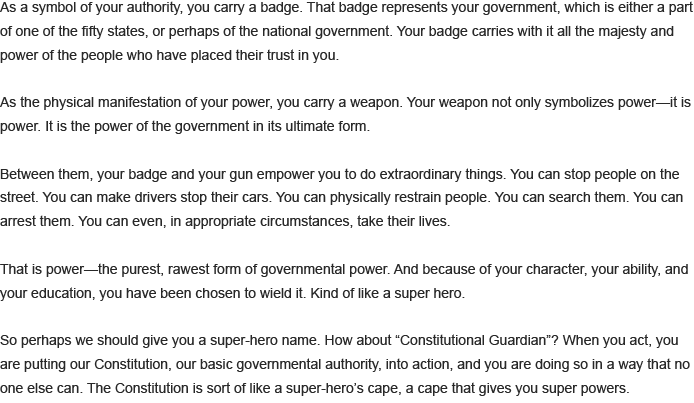 As a symbol of your authority, you carry a badge. That badge represents your government, which is either a part
of one of the fifty states, or perhaps of the national government. Your badge carries with it all the majesty and
power of the people who have placed their trust in you.
As the physical manifestation of your power, you carry a weapon. Your weapon not only symbolizes power—it is
power. It is the power of the government in its ultimate form.
Between them, your badge and your gun empower you to do extraordinary things. You can stop people on the
street. You can make drivers stop their cars. You can physically restrain people. You can search them. You can
arrest them. You can even, in appropriate circumstances, take their lives.
That is power—the purest, rawest form of governmental power. And because of your character, your ability, and
your education, you have been chosen to wield it. Kind of like a super hero.
So perhaps we should give you a super-hero name. How about “Constitutional Guardian”? When you act, you
are putting our Constitution, our basic governmental authority, into action, and you are doing so in a way that no
one else can. The Constitution is sort of like a super-hero’s cape, a cape that gives you super powers.